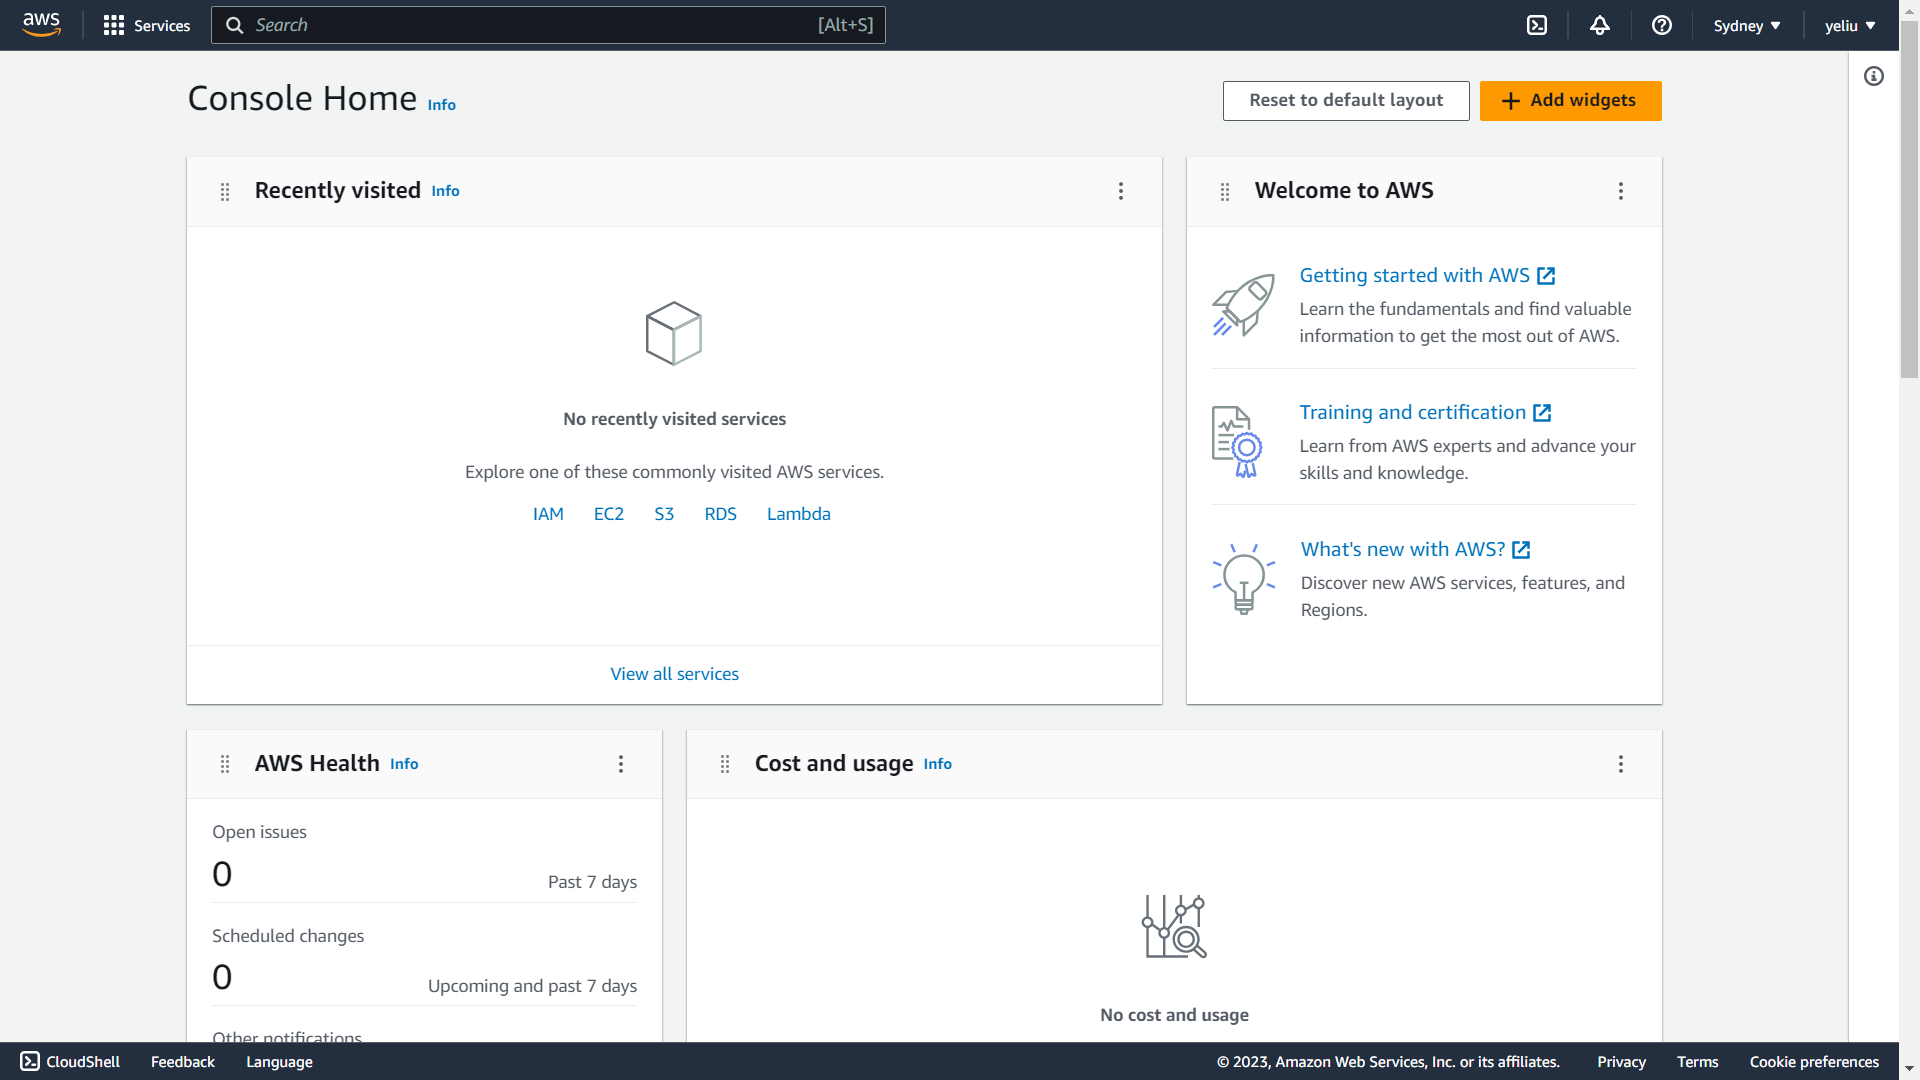 aws
Services
Search
[Alt+S]
Sydney
yeliu
Console Home Info
Reset to default layout
Add widgets
Recently visited Info
No recently visited services
Explore one of these commonly visited AWS services.
IAM EC2 S3 RDS Lambda
View all services
Welcome to AWS
Getting started with AWS
Learn the fundamentals and find valuable
information to get the most out of AWS.
Training and certification
Learn from AWS experts and advance your
skills and knowledge.
What's new with AWS?
Discover new AWS services, features, and
Regions.
AWS Health Info
Open issues
0
Past 7 days
Scheduled changes
0
Upcoming and past 7 days
Other notifications
Cost and usage Info
No cost and usage
CloudShell
Feedback
Language
© 2023, Amazon Web Services, Inc. or its affiliates.
Privacy
Terms
Cookie preferences